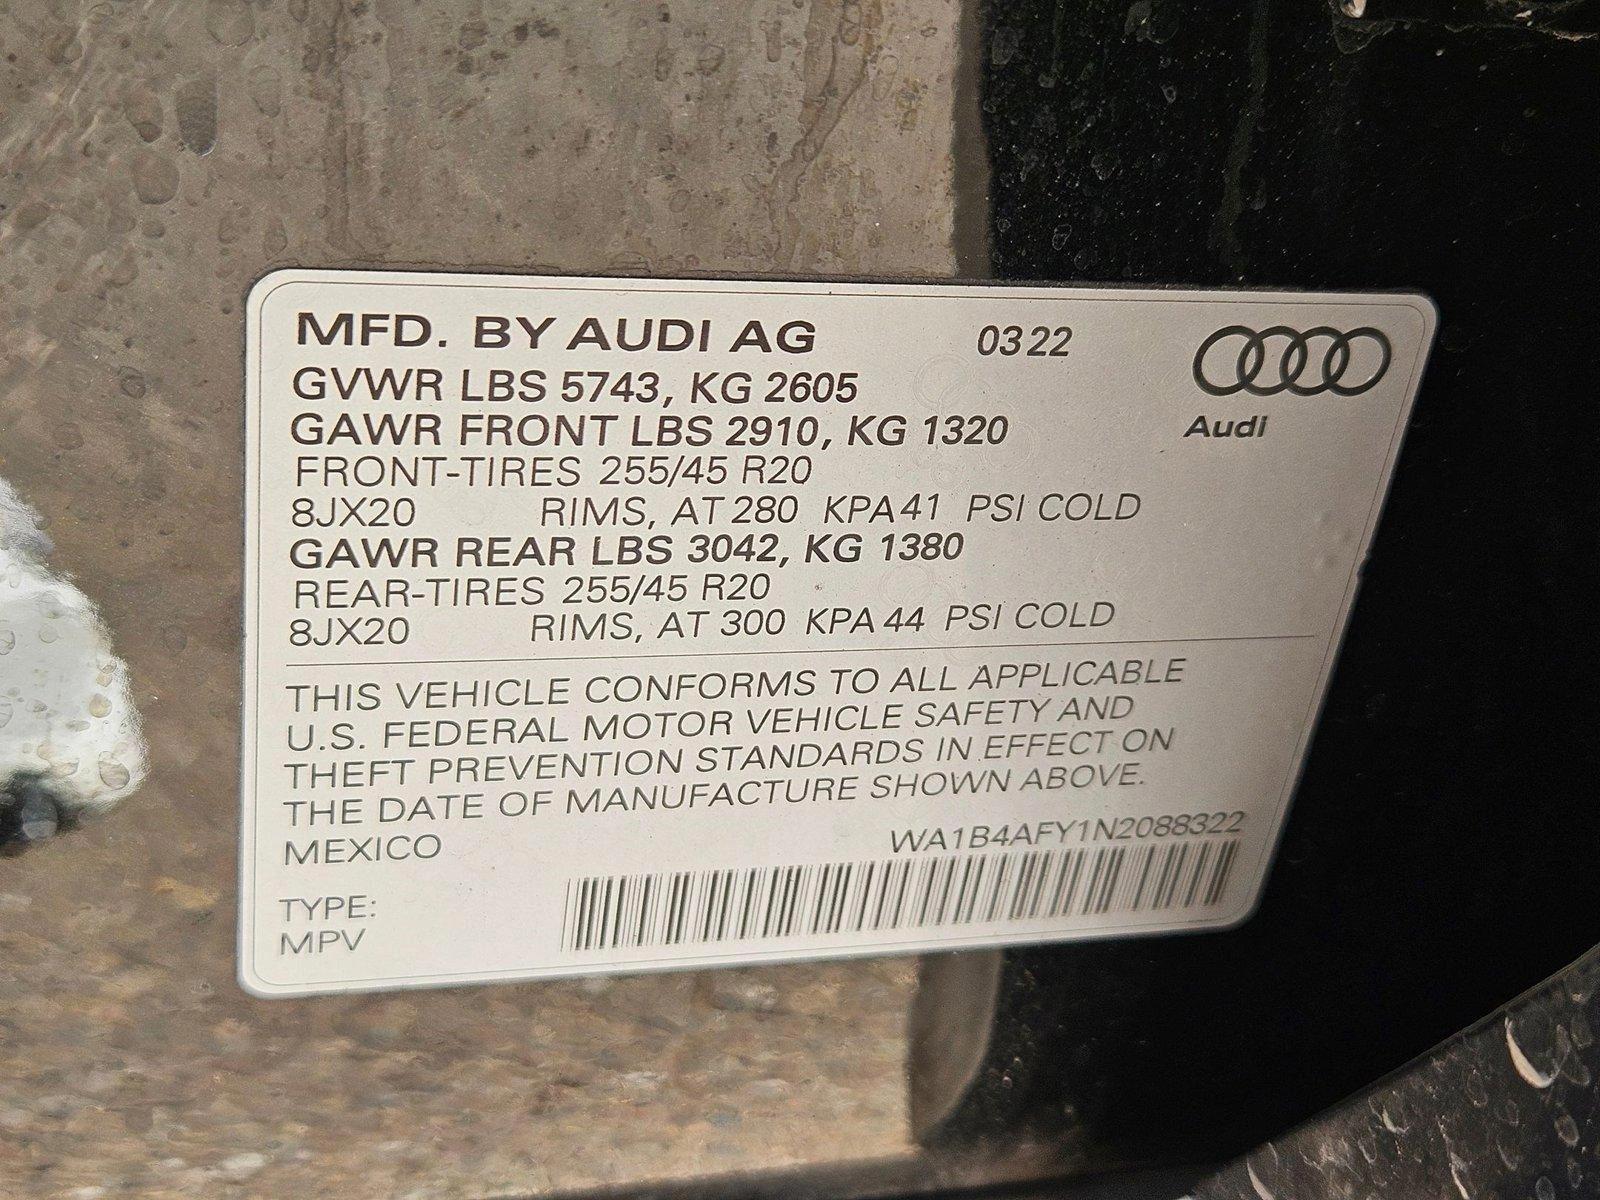 MFD. BY AUDI AG 0322
GVWR LBS 5743, KG 2605
GAWR FRONT LBS 2910, KG 1320
Audi
FRONT-TIRES 255/45 R20
8JX20 RIMS, AT 280 KPA 41 PSI COLD
GAWR REAR LBS 3042, KG 1380
REAR-TIRES 255/45 R20
8JX20 RIMS, AT 300 KPA 44 PSI COLD
THIS VEHICLE CONFORMS TO ALL APPLICABLE
U.S. FEDERAL MOTOR VEHICLE SAFETY AND
THEFT PREVENTION STANDARDS IN EFFECT ON
THE DATE OF MANUFACTURE SHOWN ABOVE.
MEXICO WA1B4AFY1N2088322
TYPE:
MPV